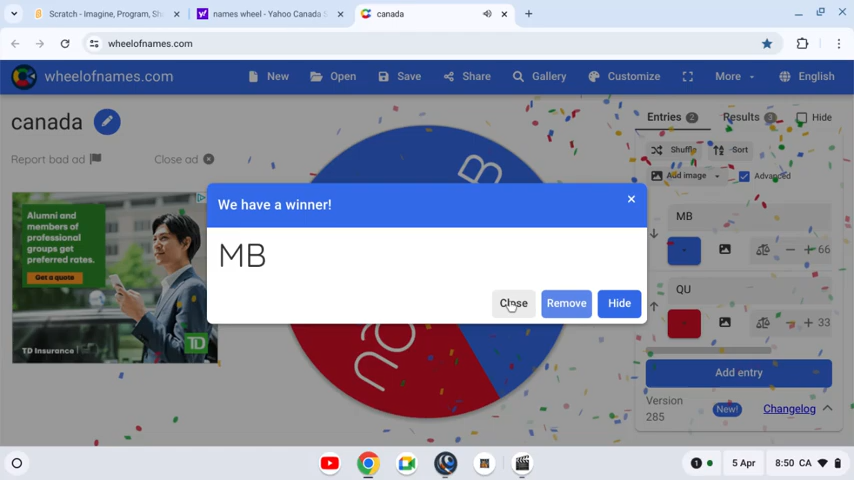 Scratch - Imagine, Program, Sh
names wheel - Yahoo Canada S
canada
wheelofnames.com
wheelofnames.com
New
Open
Save
Share
Gallery
Customize
More
English
canada
Report bad ad
Close ad
Entries 2
Results 3
Hide
Shuffle
Sort
Add image
Advanced
Alumni and
members of
professional
groups get
preferred rates.
Get a quote
TD Insurance
TD
We have a winner!
MB
Close
Remove
Hide
MB
66
QU
33
Add entry
Version
285
New!
Changelog
1
5 Apr
8:50 CA